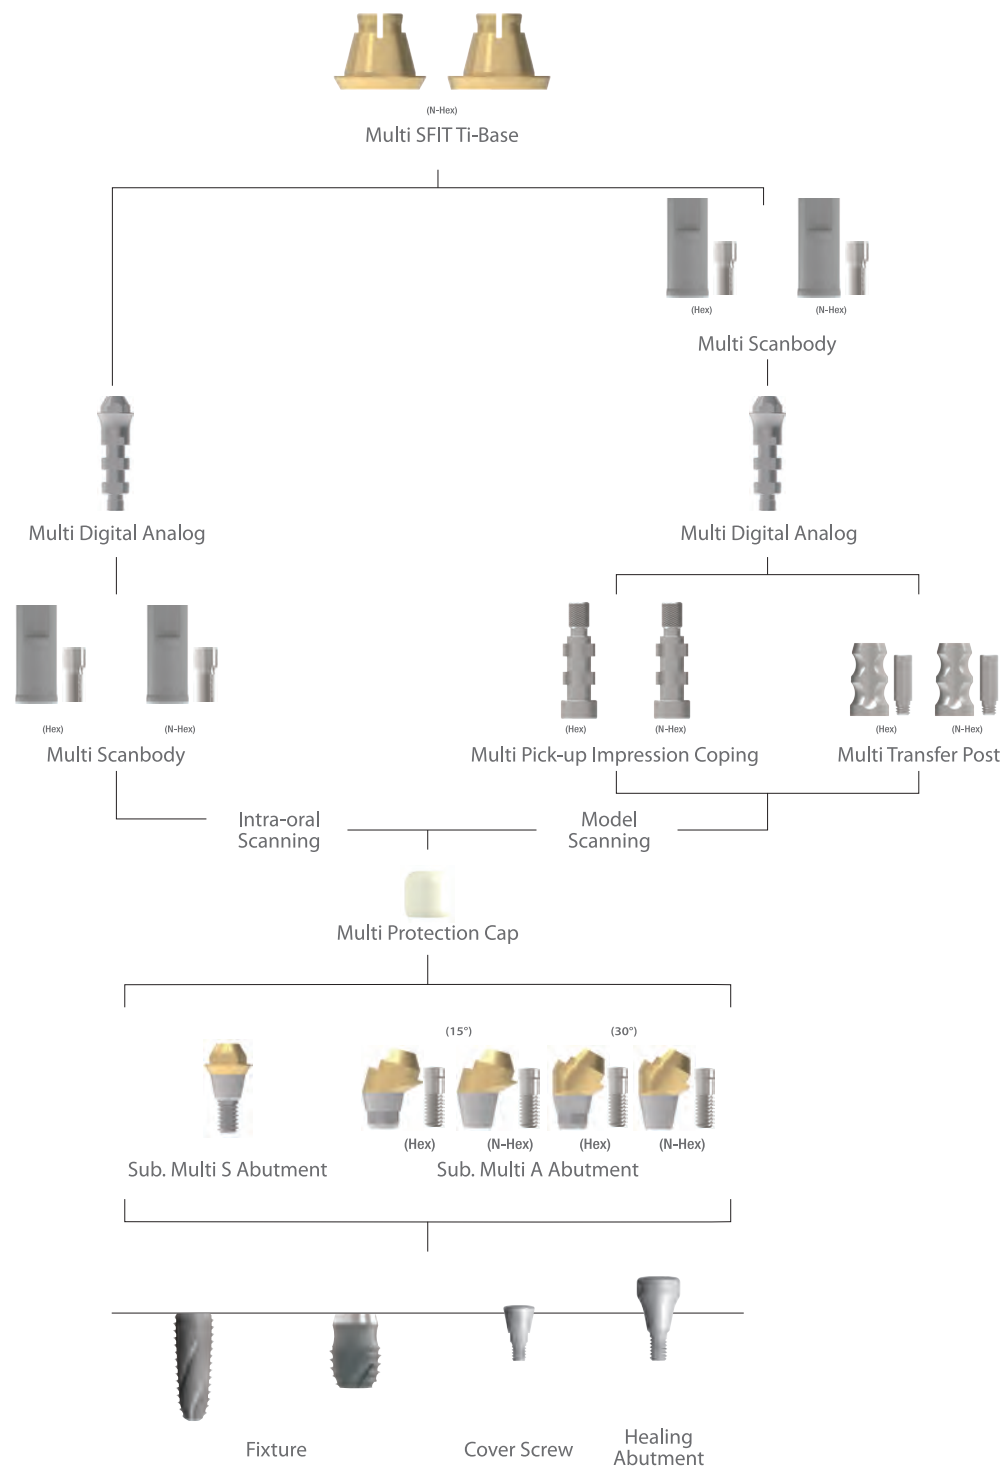 (N-Hex)
Multi SFIT Ti-Base
(Hex)
(N-Hex)
Multi Scanbody
Multi Digital Analog
Multi Digital Analog
(Hex)
(N-Hex)
Multi Scanbody
(Hex)
(N-Hex)
Multi Pick-up Impression Coping
(Hex)
(N-Hex)
Multi Transfer Post
Intra-oral
Scanning
Model
Scanning
Multi Protection Cap
(15°)
(30°)
(Hex)
(N-Hex)
(Hex)
(N-Hex)
Sub. Multi S Abutment
Sub. Multi A Abutment
Fixture
Cover Screw
Healing
Abutment